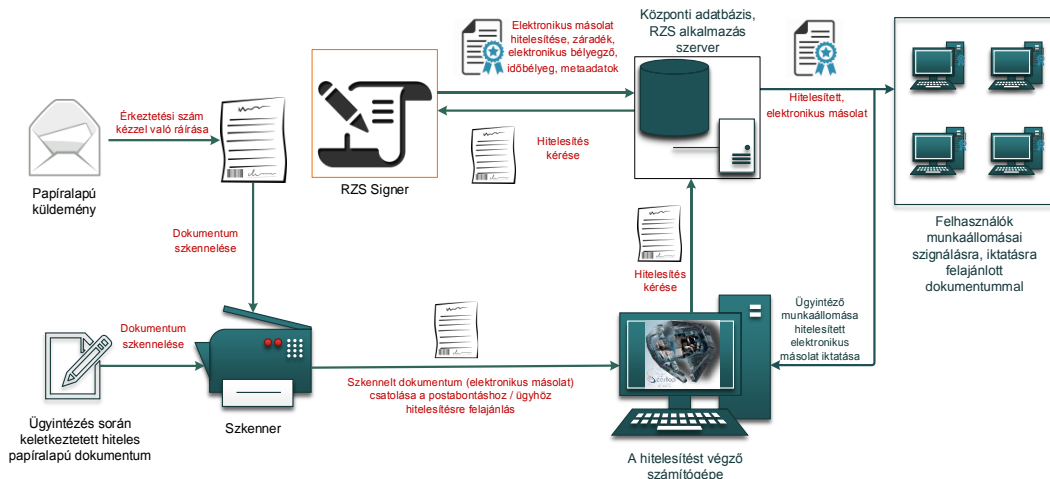 Elektronikus másolat
hitelesítése, záradék,
elektronikus bélyegző,
időbélyeg, metaadatok
Központi adatbázis,
RZS alkalmazás
szerver
Érkeztetési szám
kézzel való ráírása
Hitelesítés
kérése
Hitelesített,
elektronikus másolat
Papíralapú
küldemény
RZS Signer
Felhasználók
munkaállomásai
szignálásra, iktatásra
felajánlott
dokumentummal
Dokumentum
szkennelése
Hitelesítés
kérése
Ügyintéző
munkaállomása
hitelesített
elektronikus
másolat iktatása
Dokumentum
szkennelése
Szkennelt dokumentum (elektronikus másolat)
csatolása a postabontáshoz / ügyhöz
hitelesítésre felajánlás
Ügyintézés során
keletkeztetett hiteles
papíralapú dokumentum
Szkenner
A hitelesítést végző
számítógépe